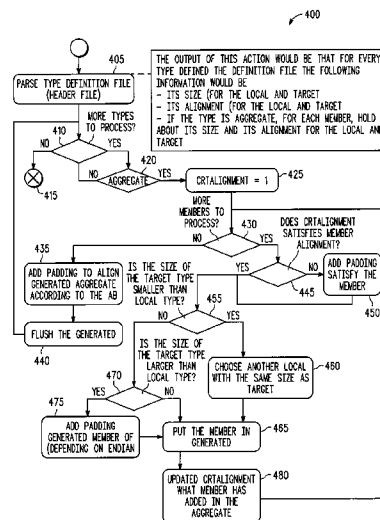 400
405
PARSE TYPE DEFINITION FILE
(HEADER FILE)
THE OUTPUT OF THIS ACTION WOULD BE THAT FOR EVERY
TYPE DEFINED THE DEFINITION FILE THE FOLLOWING
INFORMATION WOULD BE
- ITS SIZE (FOR THE LOCAL AND TARGET
- ITS ALIGNMENT (FOR THE LOCAL AND TARGET
- IF THE TYPE IS AGGREGATE, FOR EACH MEMBER, HOLD
ABOUT ITS SIZE AND ITS ALIGNMENT FOR THE LOCAL AND
TARGET
MORE TYPES
TO PROCESS?
410
NO
YES
415
420
NO
AGGREGATE
YES
CRTALIGNMENT = 1
425
MORE
MEMBERS TO
PROCESS?
430
NO
YES
DOES CRTALIGNMENT
SATISFIES MEMBER
ALIGNMENT?
435
ADD PADDING TO ALIGN
GENERATED AGGREGATE
ACCORDING TO THE AB
IS THE SIZE OF
THE TARGET TYPE
SMALLER THAN
LOCAL TYPE?
YES
NO
445
ADD PADDING
SATISFY THE
MEMBER
450
FLUSH THE GENERATED
440
455
NO
YES
IS THE SIZE OF
THE TARGET TYPE
LARGER THAN
LOCAL TYPE?
CHOOSE ANOTHER LOCAL
WITH THE SAME SIZE AS
TARGET
460
470
YES
NO
475
ADD PADDING
GENERATED MEMBER OF
(DEPENDING ON ENDIAN
PUT THE MEMBER IN
GENERATED
465
480
UPDATED CRTALIGNMENT
WHAT MEMBER HAS
ADDED IN THE
AGGREGATE